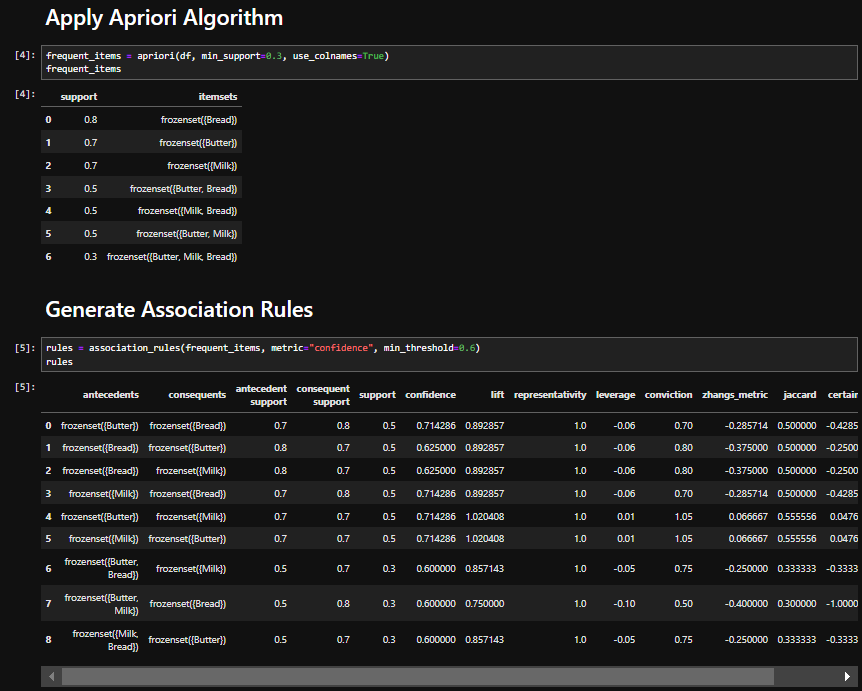 Apply Apriori Algorithm
[4]: frequent_items = apriori(df, min_support=0.3, use_colnames=True)
frequent_items
[4]: support itemsets
0 0.8 frozenset({Bread})
1 0.7 frozenset({Butter})
2 0.7 frozenset({Milk})
3 0.5 frozenset({Butter, Bread})
4 0.5 frozenset({Milk, Bread})
5 0.5 frozenset({Butter, Milk})
6 0.3 frozenset({Butter, Milk, Bread})
Generate Association Rules
[5]: rules = association_rules(frequent_items, metric="confidence", min_threshold=0.6)
rules
[5]: antecedents consequents antecedent support consequent support support confidence lift representativity leverage conviction zhangs_metric jaccard certair
0 frozenset({Butter}) frozenset({Bread}) 0.7 0.8 0.5 0.714286 0.892857 1.0 -0.06 0.70 -0.285714 0.500000 -0.4285
1 frozenset({Bread}) frozenset({Butter}) 0.8 0.7 0.5 0.625000 0.892857 1.0 -0.06 0.80 -0.375000 0.500000 -0.2500
2 frozenset({Bread}) frozenset({Milk}) 0.8 0.7 0.5 0.625000 0.892857 1.0 -0.06 0.80 -0.375000 0.500000 -0.2500
3 frozenset({Milk}) frozenset({Bread}) 0.7 0.8 0.5 0.714286 0.892857 1.0 -0.06 0.70 -0.285714 0.500000 -0.4285
4 frozenset({Butter}) frozenset({Milk}) 0.7 0.7 0.5 0.714286 1.020408 1.0 0.01 1.05 0.066667 0.555556 0.0476
5 frozenset({Milk}) frozenset({Butter}) 0.7 0.7 0.5 0.714286 1.020408 1.0 0.01 1.05 0.066667 0.555556 0.0476
6 frozenset({Butter, Bread}) frozenset({Milk}) 0.5 0.7 0.3 0.600000 0.857143 1.0 -0.05 0.75 -0.250000 0.333333 -0.3333
7 frozenset({Butter, Milk}) frozenset({Bread}) 0.5 0.8 0.3 0.600000 0.750000 1.0 -0.10 0.50 -0.400000 0.300000 -1.0000
8 frozenset({Milk, Bread}) frozenset({Butter}) 0.5 0.7 0.3 0.600000 0.857143 1.0 -0.05 0.75 -0.250000 0.333333 -0.3333